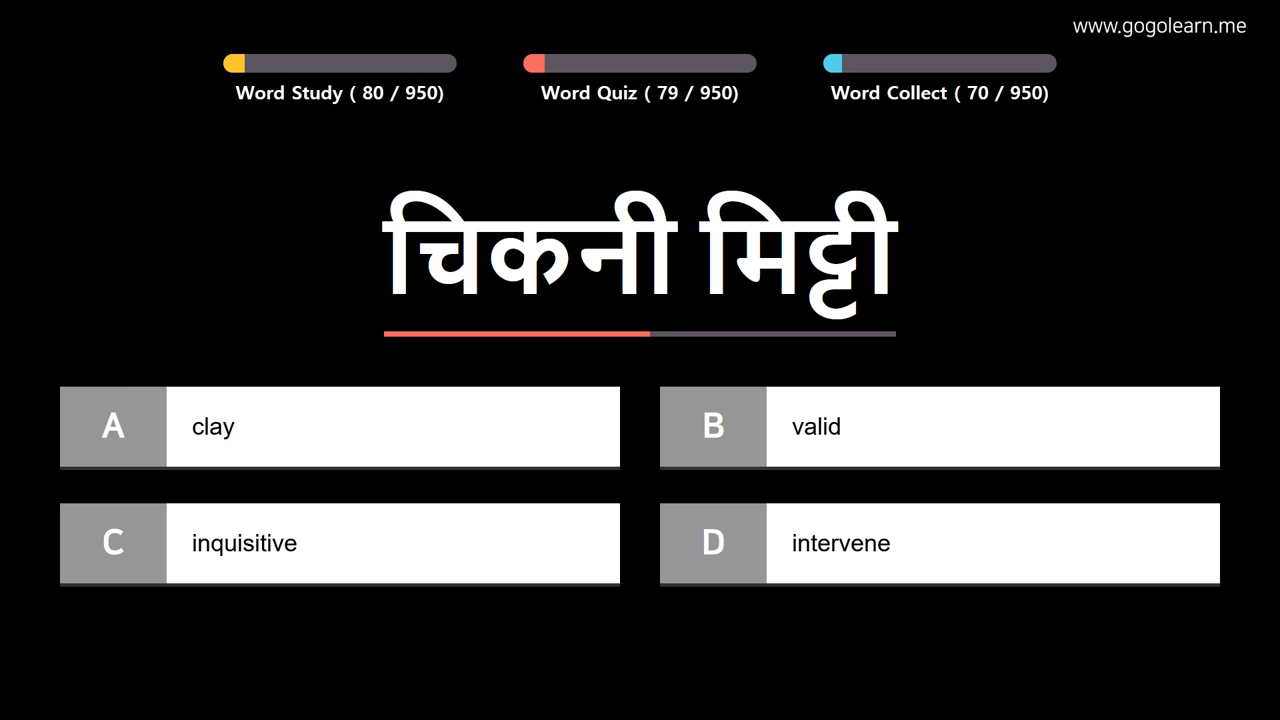 www.gogolearn.me
Word Study ( 80 / 950)
Word Quiz ( 79 / 950)
Word Collect ( 70 / 950)
चिकनी मिट्टी
A clay
B valid
C inquisitive
D intervene